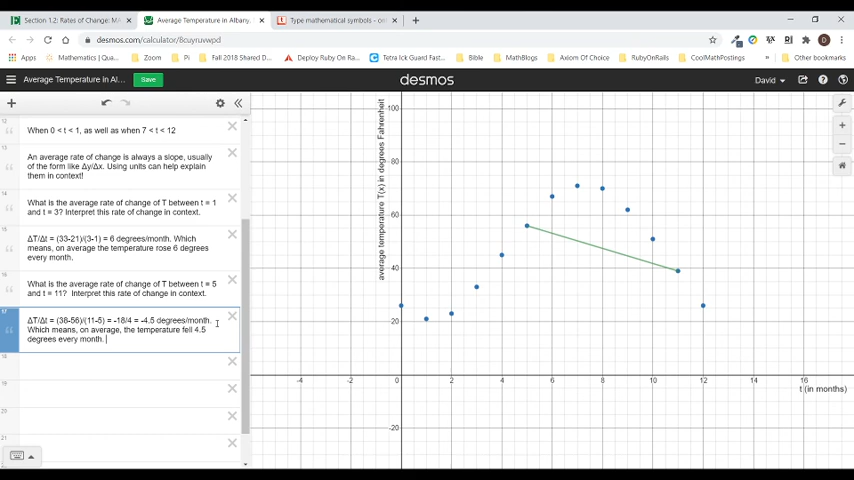 Section 1.2: Rates of Change: M
Average Temperature in Albany,
Type mathematical symbols - on
desmos.com/calculator/8cuyruvwpd
Apps
Mathematics | Qua...
Zoom
Psy
Fall 2018 Shared D...
Deploy Ruby On Ra...
Tetra Ick Guard Fast...
Bible
MathBlogs
Axiom Of Choice
RubyOnRails
CoolMathPostings
»
Other bookmarks
Average Temperature in Al...
Save
desmos
David
12
When 0 < t < 1, as well as when 7 < t < 12
13
An average rate of change is always a slope, usually
of the form like Δy/Δx. Using units can help explain
them in context!
14
What is the average rate of change of T between t = 1
and t = 3? Interpret this rate of change in context.
15
ΔT/Δt = (33-21)/(3-1) = 6 degrees/month. Which
means, on average the temperature rose 6 degrees
every month.
16
What is the average rate of change of T between t = 5
and t = 11? Interpret this rate of change in context.
17
ΔT/Δt = (38-56)/(11-5) = -18/4 = -4.5 degrees/month.
Which means, on average, the temperature fell 4.5
degrees every month.
18
19
20
21
average temperature T(x) in degrees Fahrenheit
100
80
60
40
20
-20
-4
-2
0
2
4
6
8
10
12
14
16
t (in months)